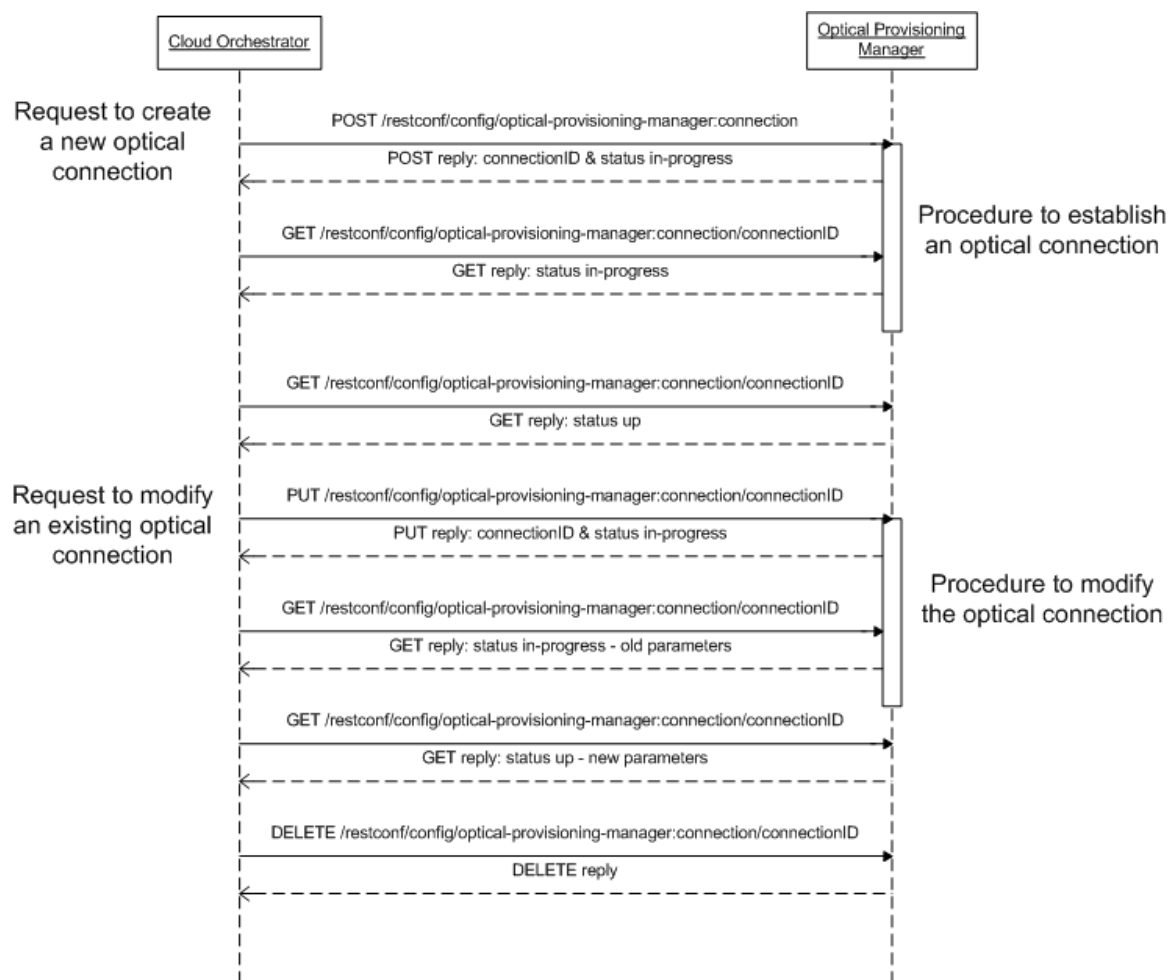 Cloud Orchestrator
Optical Provisioning
Manager
Request to create
a new optical
connection
POST /restconf/config/optical-provisioning-manager:connection
POST reply: connectionID & status in-progress
GET /restconf/config/optical-provisioning-manager:connection/connectionID
GET reply: status in-progress
Procedure to establish
an optical connection
GET /restconf/config/optical-provisioning-manager:connection/connectionID
GET reply: status up
Request to modify
an existing optical
connection
PUT /restconf/config/optical-provisioning-manager:connection/connectionID
PUT reply: connectionID & status in-progress
GET /restconf/config/optical-provisioning-manager:connection/connectionID
GET reply: status in-progress - old parameters
Procedure to modify
the optical connection
GET /restconf/config/optical-provisioning-manager:connection/connectionID
GET reply: status up - new parameters
DELETE /restconf/config/optical-provisioning-manager:connection/connectionID
DELETE reply